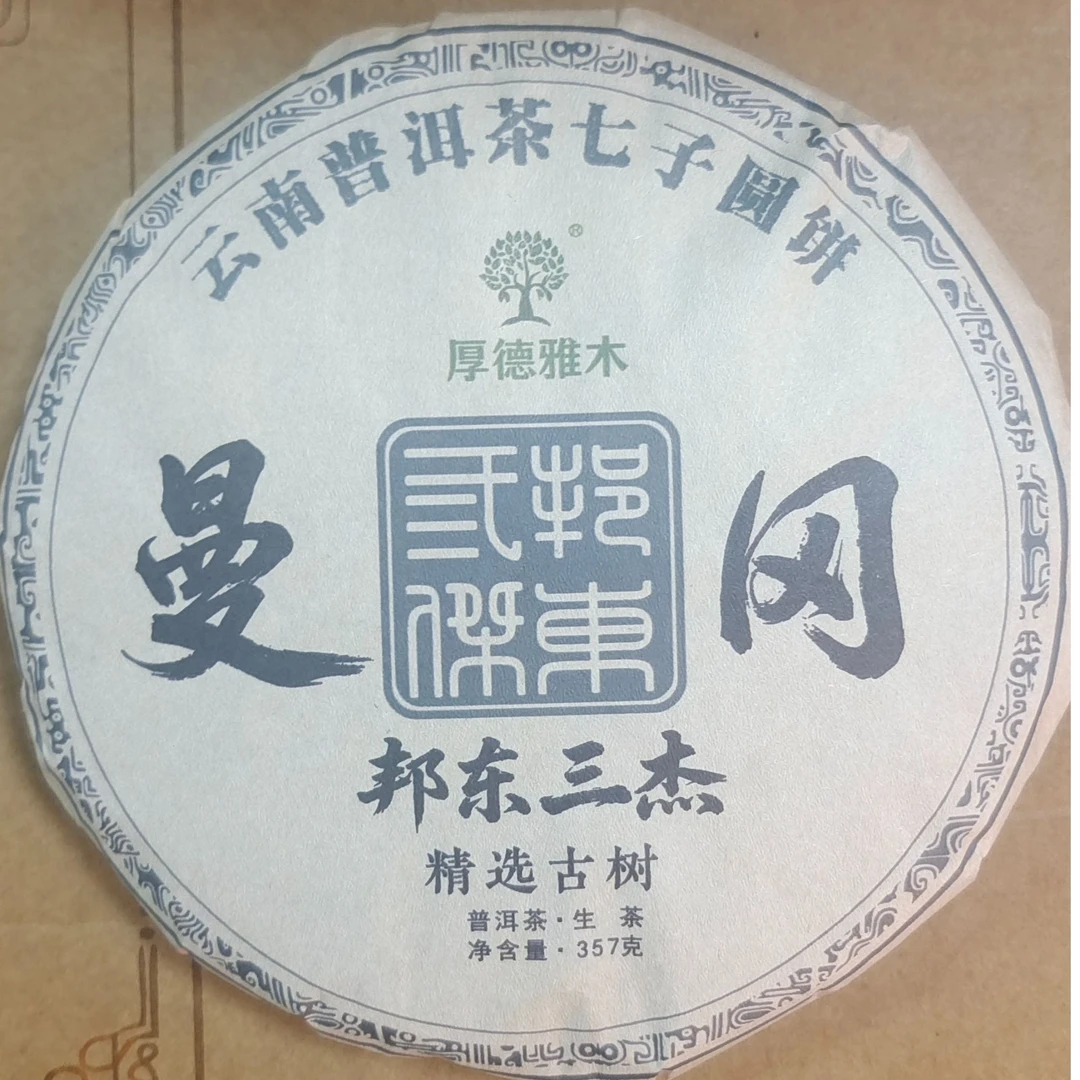 云南普洱茶七子圆饼
®
厚德雅木
曼冈
邦東
弎傑
邦东三杰
精选古树
普洱茶·生 茶
净含量·357克